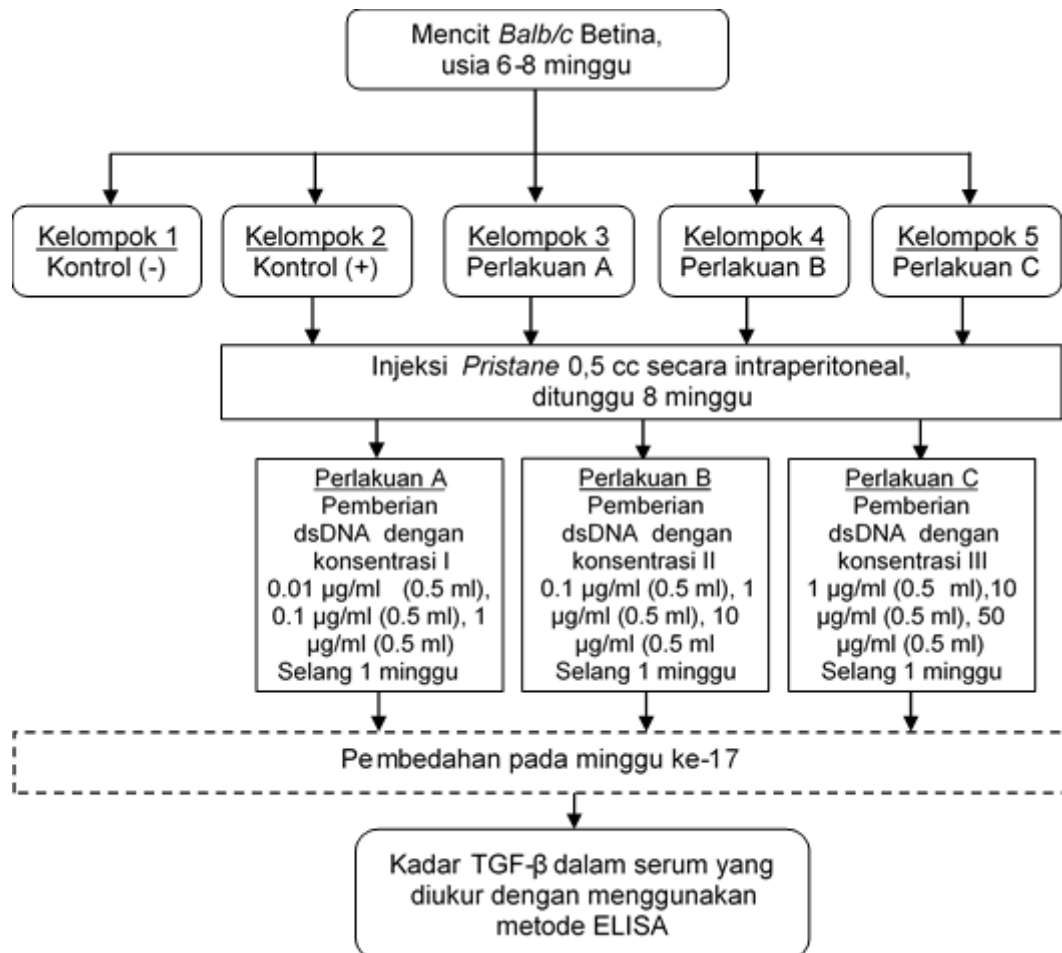 Mencit Balb/c Betina,
usia 6-8 minggu
Kelompok 1
Kontrol (-)
Kelompok 2
Kontrol (+)
Kelompok 3
Perlakuan A
Kelompok 4
Perlakuan B
Kelompok 5
Perlakuan C
Injeksi Pristane 0,5 cc secara intraperitoneal,
ditunggu 8 minggu
Perlakuan A
Pemberian
dsDNA dengan
konsentrasi I
0.01 µg/ml (0.5 ml),
0.1 µg/ml (0.5 ml), 1
µg/ml (0.5 ml)
Selang 1 minggu
Perlakuan B
Pemberian
dsDNA dengan
konsentrasi II
0.1 µg/ml (0.5 ml), 1
µg/ml (0.5 ml), 10
µg/ml (0.5 ml
Selang 1 minggu
Perlakuan C
Pemberian
dsDNA dengan
konsentrasi III
1 µg/ml (0.5 ml),10
µg/ml (0.5 ml), 50
µg/ml (0.5 ml)
Selang 1 minggu
Pembedahan pada minggu ke-17
Kadar TGF-β dalam serum yang
diukur dengan menggunakan
metode ELISA